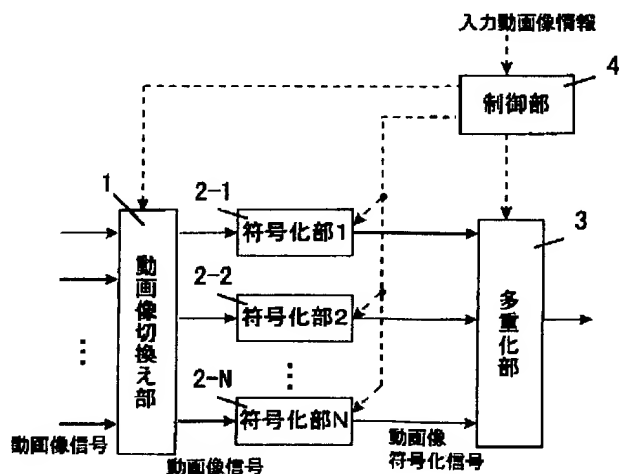 入力動画像情報
4
制御部
1
2-1
3
符号化部1
動画像切換え部
2-2
多重化部
符号化部2
⋮
⋮
2-N
符号化部N
動画像信号
動画像信号
動画像
符号化信号